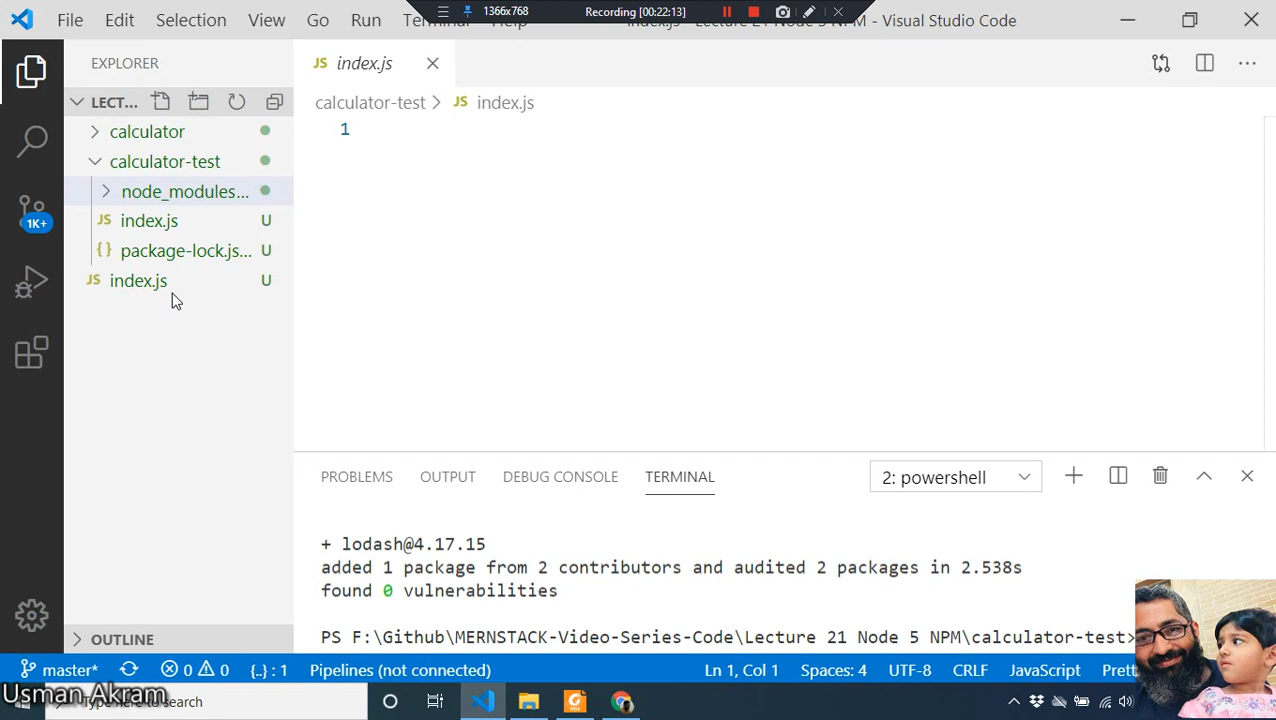 File Edit Selection View Go Run Terminal Help index.js - Lecture 21 Node 5 NPM - Visual Studio Code
1366x768 Recording [00:22:13]
EXPLORER
LECT...
calculator
calculator-test
node_modules...
index.js U
package-lock.js... U
index.js U
OUTLINE
1K+
JS index.js
calculator-test > JS index.js
1
PROBLEMS OUTPUT DEBUG CONSOLE TERMINAL 2: powershell
+ lodash@4.17.15
added 1 package from 2 contributors and audited 2 packages in 2.538s
found 0 vulnerabilities
PS F:\Github\MERNSTACK-Video-Series-Code\Lecture 21 Node 5 NPM\calculator-test>
master* 0 0 {..} : 1 Pipelines (not connected) Ln 1, Col 1 Spaces: 4 UTF-8 CRLF JavaScript Prett
Usman Akram
Type here to search